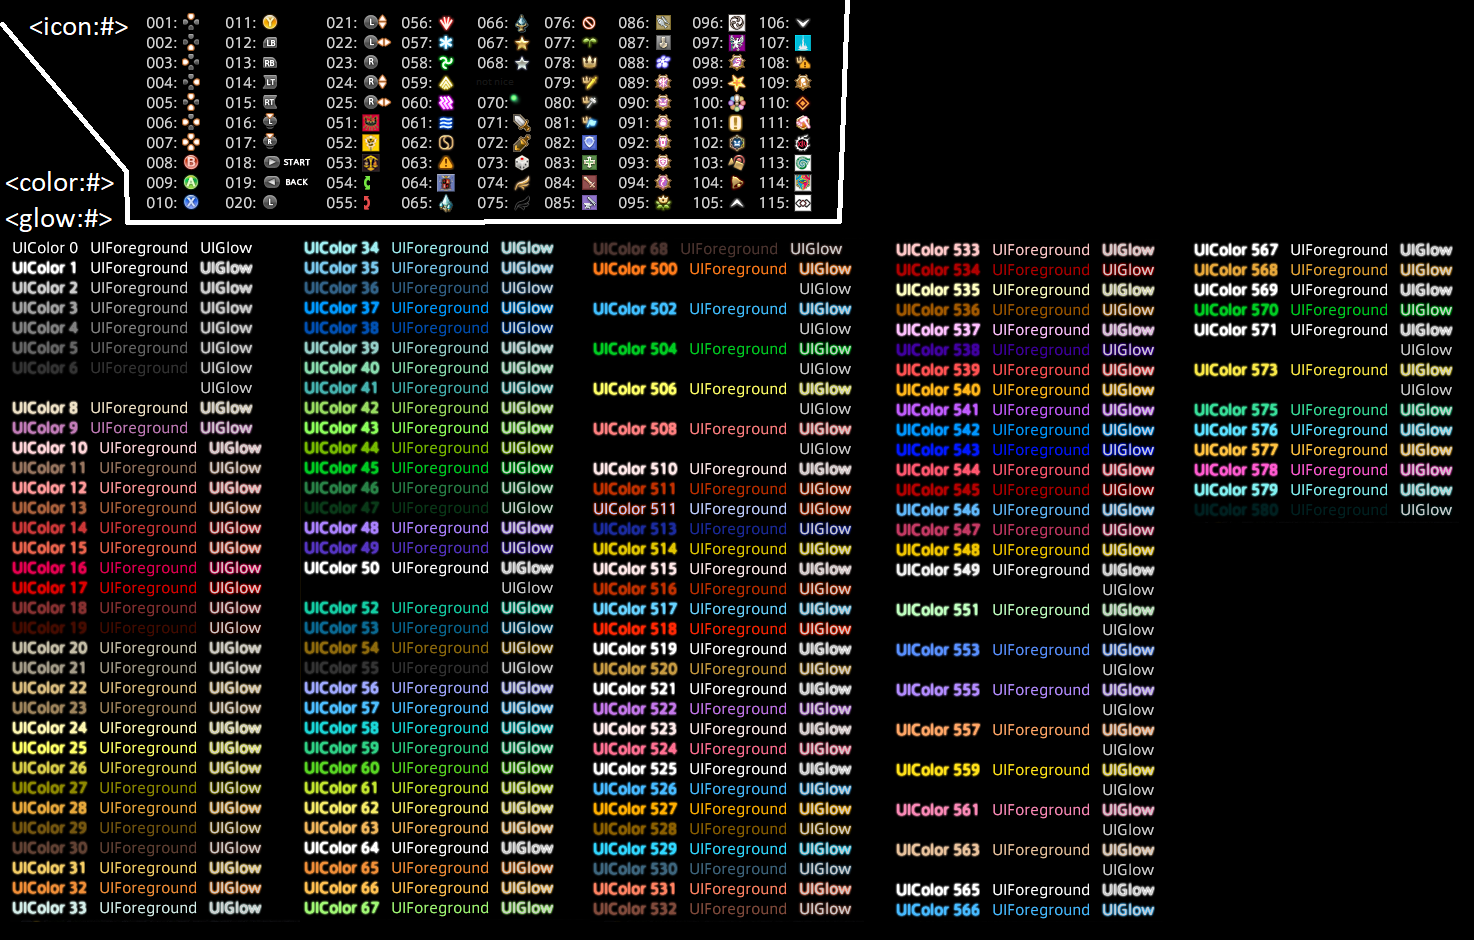 <icon:#>
001: 011: 021: 056: 066: 076: 086: 096: 106:
002: 012: LB 022: 057: 067: 077: 087: 097: 107:
003: 013: RB 023: R 058: 068: 078: 088: 098: 108:
004: 014: LT 024: 059: not nice 079: 089: 099: 109:
005: 015: RT 025: 060: 070: 080: 090: 100: 110:
006: 016: L 051: 061: 071: 081: 091: 101: 111:
007: 017: R 052: 062: 072: 082: 092: 102: 112:
008: B 018: START 053: 063: 073: 083: 093: 103: 113:
<color:#>
009: A 019: BACK 054: 064: 074: 084: 094: 104: 114:
010: X 020: L 055: 065: 075: 085: 095: 105: 115:
<glow:#>
UIColor 0 UIForeground UIGlow
UIColor 1 UIForeground UIGlow
UIColor 2 UIForeground UIGlow
UIColor 3 UIForeground UIGlow
UIColor 4 UIForeground UIGlow
UIColor 5 UIForeground UIGlow
UIColor 6 UIForeground UIGlow
UIGlow
UIColor 8 UIForeground UIGlow
UIColor 9 UIForeground UIGlow
UIColor 10 UIForeground UIGlow
UIColor 11 UIForeground UIGlow
UIColor 12 UIForeground UIGlow
UIColor 13 UIForeground UIGlow
UIColor 14 UIForeground UIGlow
UIColor 15 UIForeground UIGlow
UIColor 16 UIForeground UIGlow
UIColor 17 UIForeground UIGlow
UIColor 18 UIForeground UIGlow
UIColor 19 UIForeground UIGlow
UIColor 20 UIForeground UIGlow
UIColor 21 UIForeground UIGlow
UIColor 22 UIForeground UIGlow
UIColor 23 UIForeground UIGlow
UIColor 24 UIForeground UIGlow
UIColor 25 UIForeground UIGlow
UIColor 26 UIForeground UIGlow
UIColor 27 UIForeground UIGlow
UIColor 28 UIForeground UIGlow
UIColor 29 UIForeground UIGlow
UIColor 30 UIForeground UIGlow
UIColor 31 UIForeground UIGlow
UIColor 32 UIForeground UIGlow
UIColor 33 UIForeground UIGlow
UIColor 34 UIForeground UIGlow
UIColor 35 UIForeground UIGlow
UIColor 36 UIForeground UIGlow
UIColor 37 UIForeground UIGlow
UIColor 38 UIForeground UIGlow
UIColor 39 UIForeground UIGlow
UIColor 40 UIForeground UIGlow
UIColor 41 UIForeground UIGlow
UIColor 42 UIForeground UIGlow
UIColor 43 UIForeground UIGlow
UIColor 44 UIForeground UIGlow
UIColor 45 UIForeground UIGlow
UIColor 46 UIForeground UIGlow
UIColor 47 UIForeground UIGlow
UIColor 48 UIForeground UIGlow
UIColor 49 UIForeground UIGlow
UIColor 50 UIForeground UIGlow
UIGlow
UIColor 52 UIForeground UIGlow
UIColor 53 UIForeground UIGlow
UIColor 54 UIForeground UIGlow
UIColor 55 UIForeground UIGlow
UIColor 56 UIForeground UIGlow
UIColor 57 UIForeground UIGlow
UIColor 58 UIForeground UIGlow
UIColor 59 UIForeground UIGlow
UIColor 60 UIForeground UIGlow
UIColor 61 UIForeground UIGlow
UIColor 62 UIForeground UIGlow
UIColor 63 UIForeground UIGlow
UIColor 64 UIForeground UIGlow
UIColor 65 UIForeground UIGlow
UIColor 66 UIForeground UIGlow
UIColor 67 UIForeground UIGlow
UIColor 68 UIForeground UIGlow
UIColor 500 UIForeground UIGlow
UIGlow
UIColor 502 UIForeground UIGlow
UIGlow
UIColor 504 UIForeground UIGlow
UIGlow
UIColor 506 UIForeground UIGlow
UIGlow
UIColor 508 UIForeground UIGlow
UIGlow
UIColor 510 UIForeground UIGlow
UIColor 511 UIForeground UIGlow
UIColor 511 UIForeground UIGlow
UIColor 513 UIForeground UIGlow
UIColor 514 UIForeground UIGlow
UIColor 515 UIForeground UIGlow
UIColor 516 UIForeground UIGlow
UIColor 517 UIForeground UIGlow
UIColor 518 UIForeground UIGlow
UIColor 519 UIForeground UIGlow
UIColor 520 UIForeground UIGlow
UIColor 521 UIForeground UIGlow
UIColor 522 UIForeground UIGlow
UIColor 523 UIForeground UIGlow
UIColor 524 UIForeground UIGlow
UIColor 525 UIForeground UIGlow
UIColor 526 UIForeground UIGlow
UIColor 527 UIForeground UIGlow
UIColor 528 UIForeground UIGlow
UIColor 529 UIForeground UIGlow
UIColor 530 UIForeground UIGlow
UIColor 531 UIForeground UIGlow
UIColor 532 UIForeground UIGlow
UIColor 533 UIForeground UIGlow
UIColor 534 UIForeground UIGlow
UIColor 535 UIForeground UIGlow
UIColor 536 UIForeground UIGlow
UIColor 537 UIForeground UIGlow
UIColor 538 UIForeground UIGlow
UIColor 539 UIForeground UIGlow
UIColor 540 UIForeground UIGlow
UIColor 541 UIForeground UIGlow
UIColor 542 UIForeground UIGlow
UIColor 543 UIForeground UIGlow
UIColor 544 UIForeground UIGlow
UIColor 545 UIForeground UIGlow
UIColor 546 UIForeground UIGlow
UIColor 547 UIForeground UIGlow
UIColor 548 UIForeground UIGlow
UIColor 549 UIForeground UIGlow
UIGlow
UIColor 551 UIForeground UIGlow
UIGlow
UIColor 553 UIForeground UIGlow
UIGlow
UIColor 555 UIForeground UIGlow
UIGlow
UIColor 557 UIForeground UIGlow
UIGlow
UIColor 559 UIForeground UIGlow
UIGlow
UIColor 561 UIForeground UIGlow
UIGlow
UIColor 563 UIForeground UIGlow
UIGlow
UIColor 565 UIForeground UIGlow
UIColor 566 UIForeground UIGlow
UIColor 567 UIForeground UIGlow
UIColor 568 UIForeground UIGlow
UIColor 569 UIForeground UIGlow
UIColor 570 UIForeground UIGlow
UIColor 571 UIForeground UIGlow
UIGlow
UIColor 573 UIForeground UIGlow
UIGlow
UIColor 575 UIForeground UIGlow
UIColor 576 UIForeground UIGlow
UIColor 577 UIForeground UIGlow
UIColor 578 UIForeground UIGlow
UIColor 579 UIForeground UIGlow
UIColor 580 UIForeground UIGlow